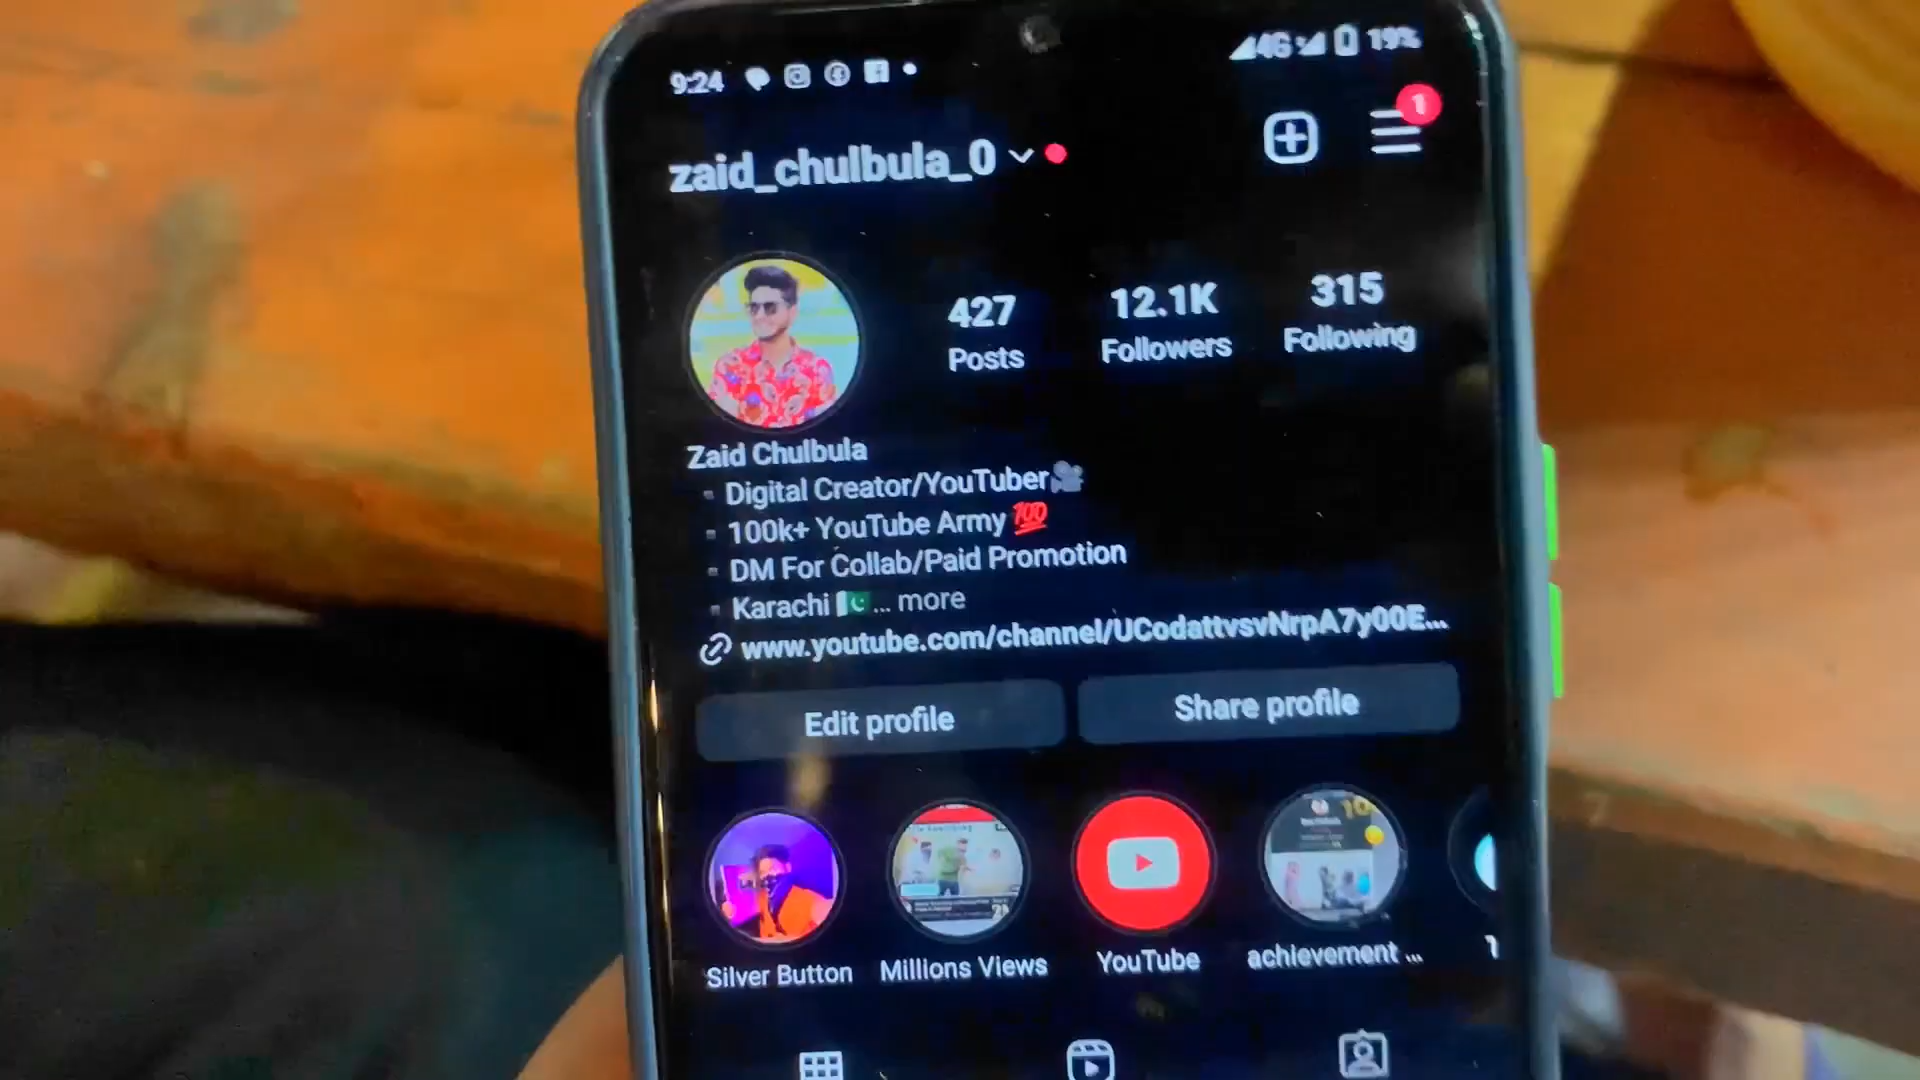 9:24 4G 19%
zaid_chulbula_0
1
427 12.1K 315
Posts Followers Following
Zaid Chulbula
▫ Digital Creator/YouTuber🎥
▫ 100k+ YouTube Army 💯
▫ DM For Collab/Paid Promotion
▫ Karachi 🇵🇰... more
www.youtube.com/channel/UCodattvsvNrpA7y00E...
Edit profile Share profile
Silver Button Millions Views YouTube achievement ...